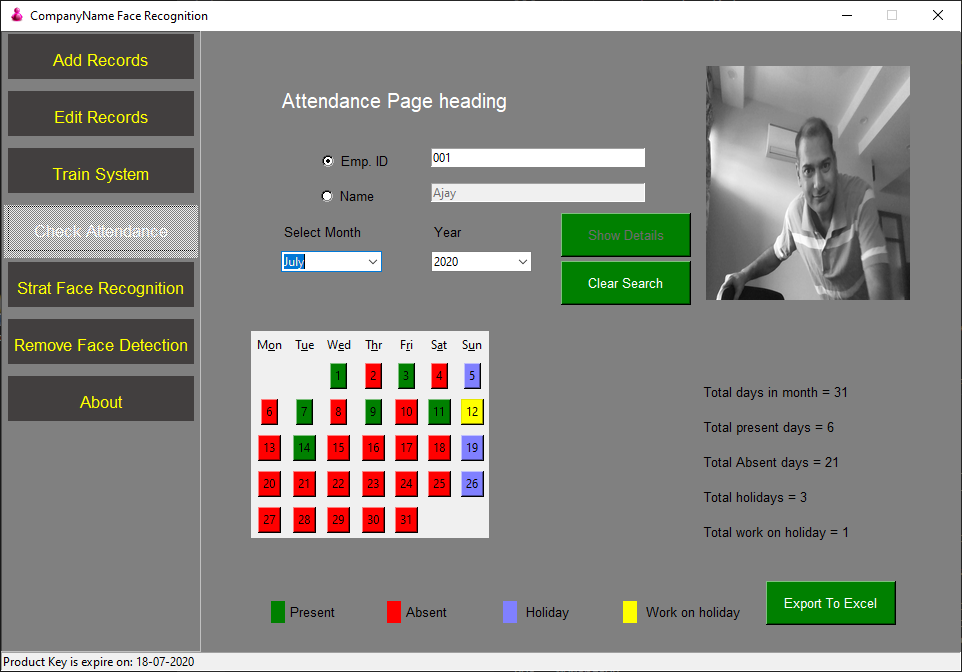 CompanyName Face Recognition
Add Records
Edit Records
Train System
Check Attendance
Strat Face Recognition
Remove Face Detection
About
Attendance Page heading
Emp. ID 001
Name Ajay
Select Month Year
July 2020
Show Details
Clear Search
Mon Tue Wed Thr Fri Sat Sun
1 2 3 4 5
6 7 8 9 10 11 12
13 14 15 16 17 18 19
20 21 22 23 24 25 26
27 28 29 30 31
Total days in month = 31
Total present days = 6
Total Absent days = 21
Total holidays = 3
Total work on holiday = 1
Present Absent Holiday Work on holiday
Export To Excel
Product Key is expire on: 18-07-2020